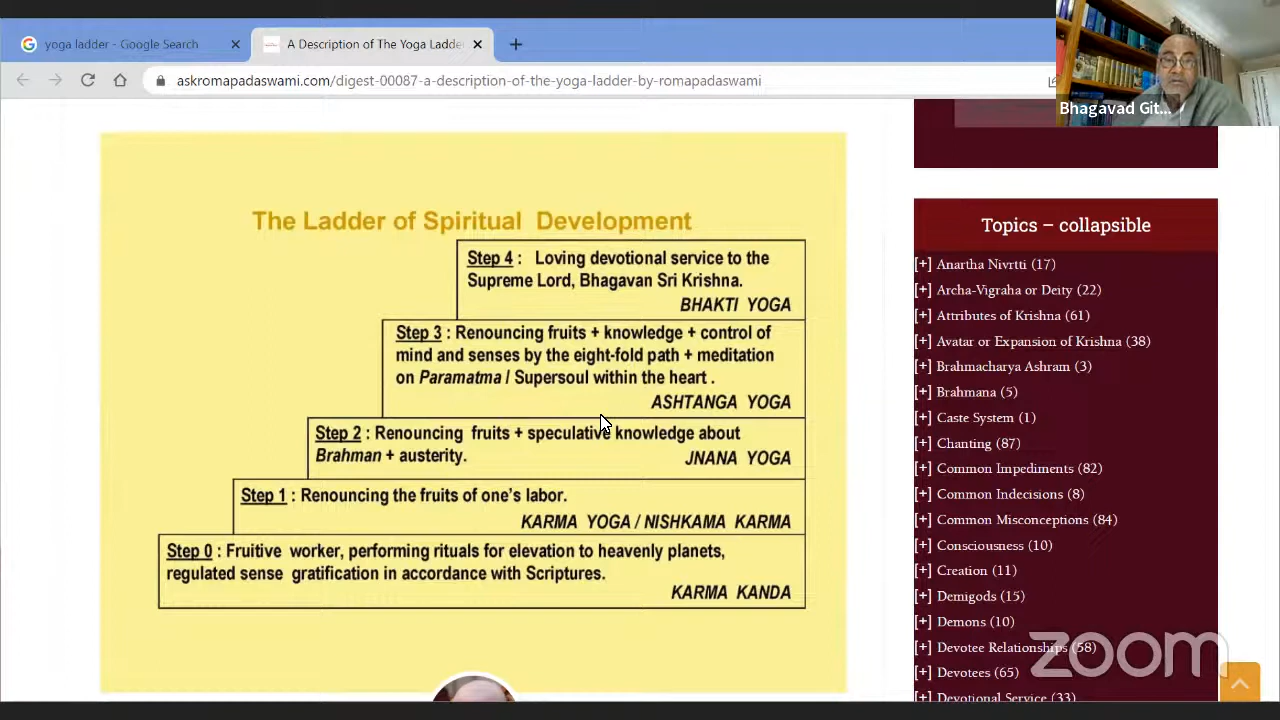 yoga ladder - Google Search
A Description of The Yoga Ladde
askromapadaswami.com/digest-00087-a-description-of-the-yoga-ladder-by-romapadaswami
Bhagavad Git...
The Ladder of Spiritual Development
Step 4 : Loving devotional service to the
Supreme Lord, Bhagavan Sri Krishna.
BHAKTI YOGA
Step 3 : Renouncing fruits + knowledge + control of
mind and senses by the eight-fold path + meditation
on Paramatma / Supersoul within the heart .
ASHTANGA YOGA
Step 2 : Renouncing fruits + speculative knowledge about
Brahman + austerity.
JNANA YOGA
Step 1 : Renouncing the fruits of one's labor.
KARMA YOGA / NISHKAMA KARMA
Step 0 : Fruitive worker, performing rituals for elevation to heavenly planets,
regulated sense gratification in accordance with Scriptures.
KARMA KANDA
Topics – collapsible
[+] Anartha Nivrtti (17)
[+] Archa-Vigraha or Deity (22)
[+] Attributes of Krishna (61)
[+] Avatar or Expansion of Krishna (38)
[+] Brahmacharya Ashram (3)
[+] Brahmana (5)
[+] Caste System (1)
[+] Chanting (87)
[+] Common Impediments (82)
[+] Common Indecisions (8)
[+] Common Misconceptions (84)
[+] Consciousness (10)
[+] Creation (11)
[+] Demigods (15)
[+] Demons (10)
[+] Devotee Relationships (58)
[+] Devotees (65)
[+] Devotional Service (33)
zoom